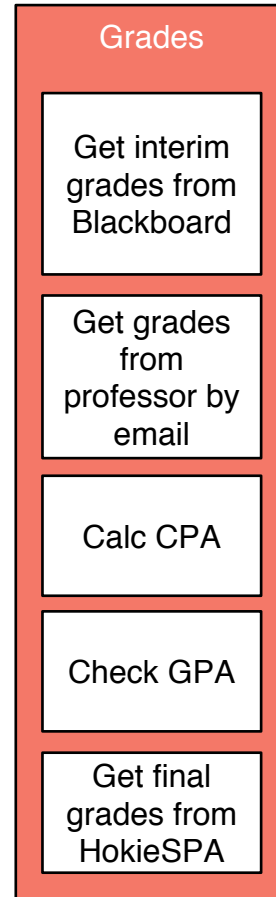 Grades
Get interim
grades from
Blackboard
Get grades
from
professor by
email
Calc CPA
Check GPA
Get final
grades from
HokieSPA